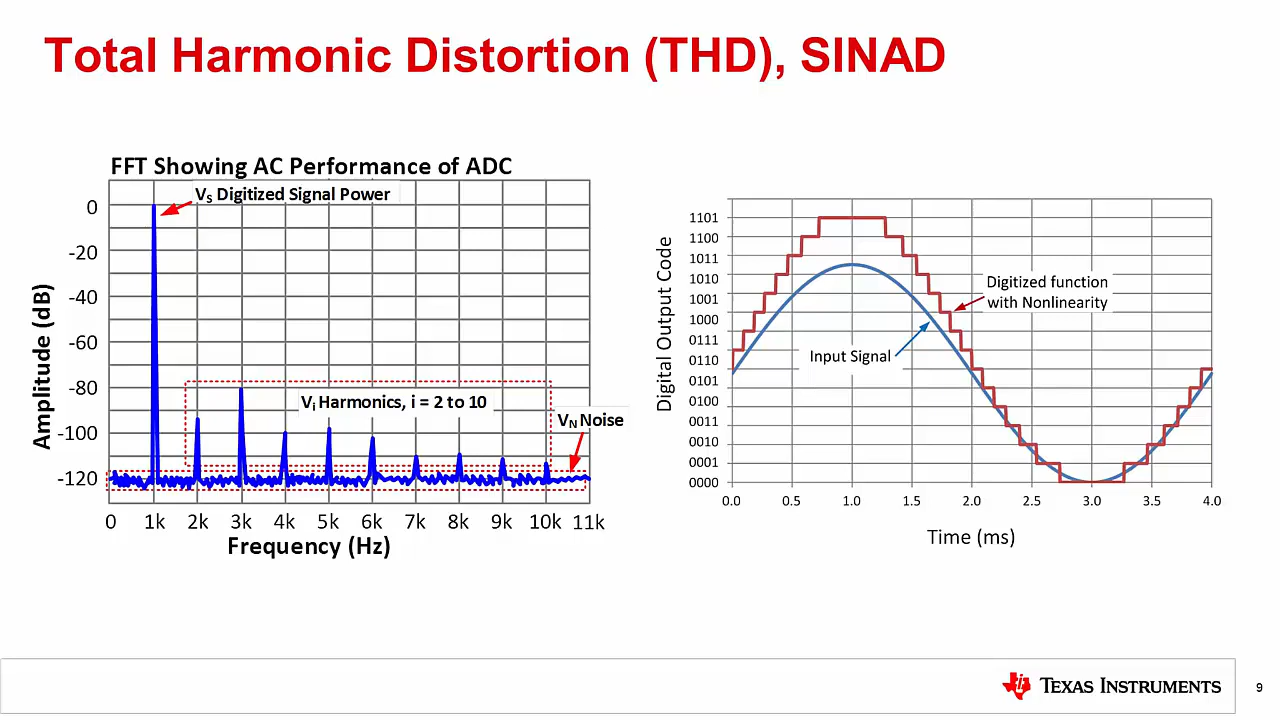 Total Harmonic Distortion (THD), SINAD
FFT Showing AC Performance of ADC
VS Digitized Signal Power
0
-20
-40
-60
-80
-100
-120
Amplitude (dB)
Vi Harmonics, i = 2 to 10
VN Noise
0 1k 2k 3k 4k 5k 6k 7k 8k 9k 10k 11k
Frequency (Hz)
1101
1100
1011
1010
1001
1000
0111
0110
0101
0100
0011
0010
0001
0000
Digital Output Code
Digitized function
with Nonlinearity
Input Signal
0.0 0.5 1.0 1.5 2.0 2.5 3.0 3.5 4.0
Time (ms)
TEXAS INSTRUMENTS
9